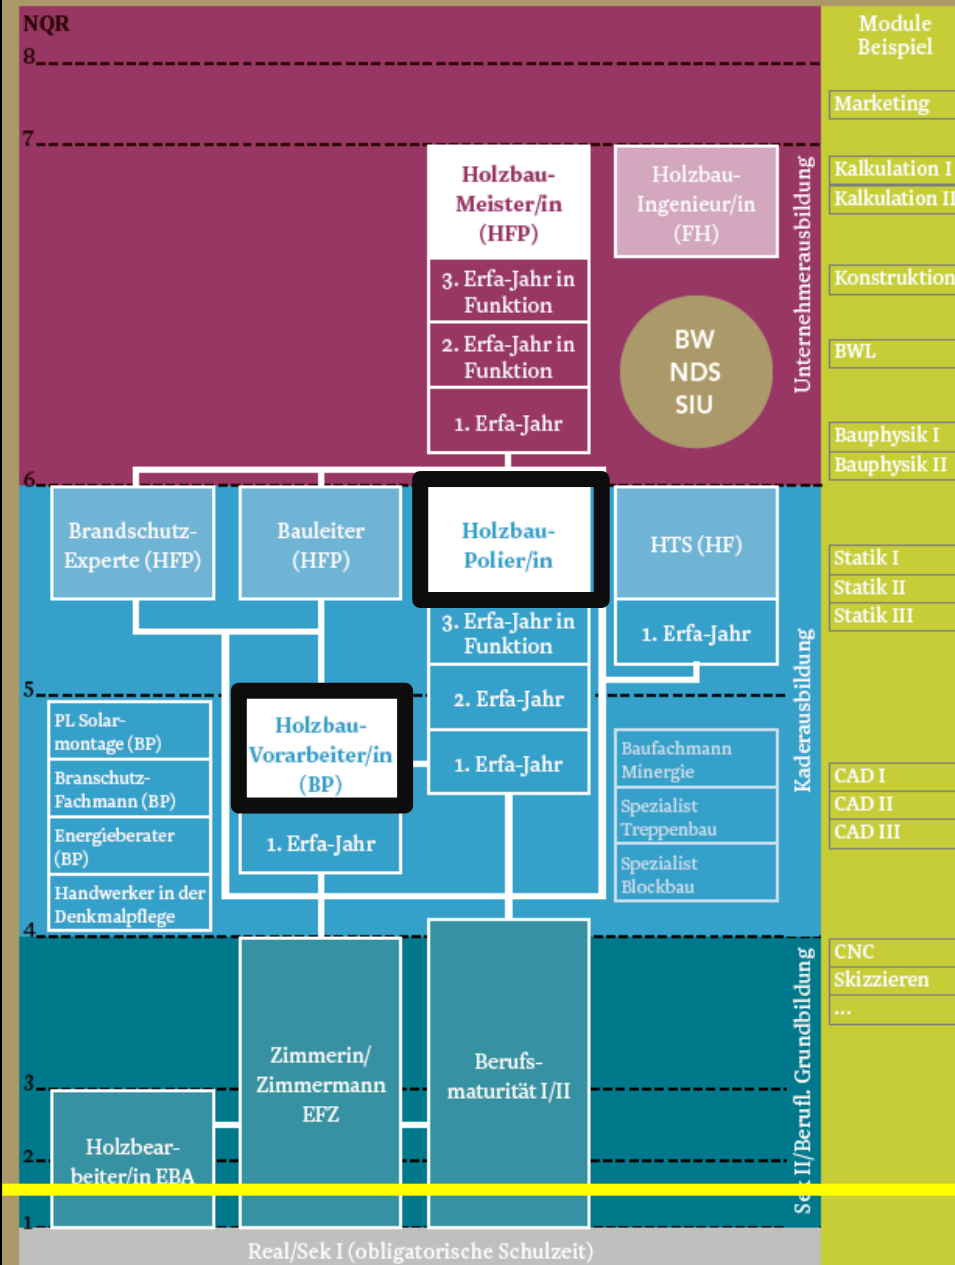 NQR
8
7
Holzbau-
Meister/in
(HFP)
3. Erfa-Jahr in
Funktion
2. Erfa-Jahr in
Funktion
1. Erfa-Jahr
Holzbau-
Ingenieur/in
(FH)
BW
NDS
SIU
Unternehmerausbildung
6
Brandschutz-
Experte (HFP)
Bauleiter
(HFP)
Holzbau-
Polier/in
HTS (HF)
3. Erfa-Jahr in
Funktion
1. Erfa-Jahr
2. Erfa-Jahr
1. Erfa-Jahr
Kaderausbildung
5
PL Solar-
montage (BP)
Branschutz-
Fachmann (BP)
Energieberater
(BP)
Handwerker in der
Denkmalpflege
Holzbau-
Vorarbeiter/in
(BP)
1. Erfa-Jahr
Baufachmann
Minergie
Spezialist
Treppenbau
Spezialist
Blockbau
4
Zimmerin/
Zimmermann
EFZ
Berufs-
maturität I/II
3
Holzbear-
beiter/in EBA
2
1
Sek II/Berufl. Grundbildung
Real/Sek I (obligatorische Schulzeit)
Module
Beispiel
Marketing
Kalkulation I
Kalkulation II
Konstruktion
BWL
Bauphysik I
Bauphysik II
Statik I
Statik II
Statik III
CAD I
CAD II
CAD III
CNC
Skizzieren
...